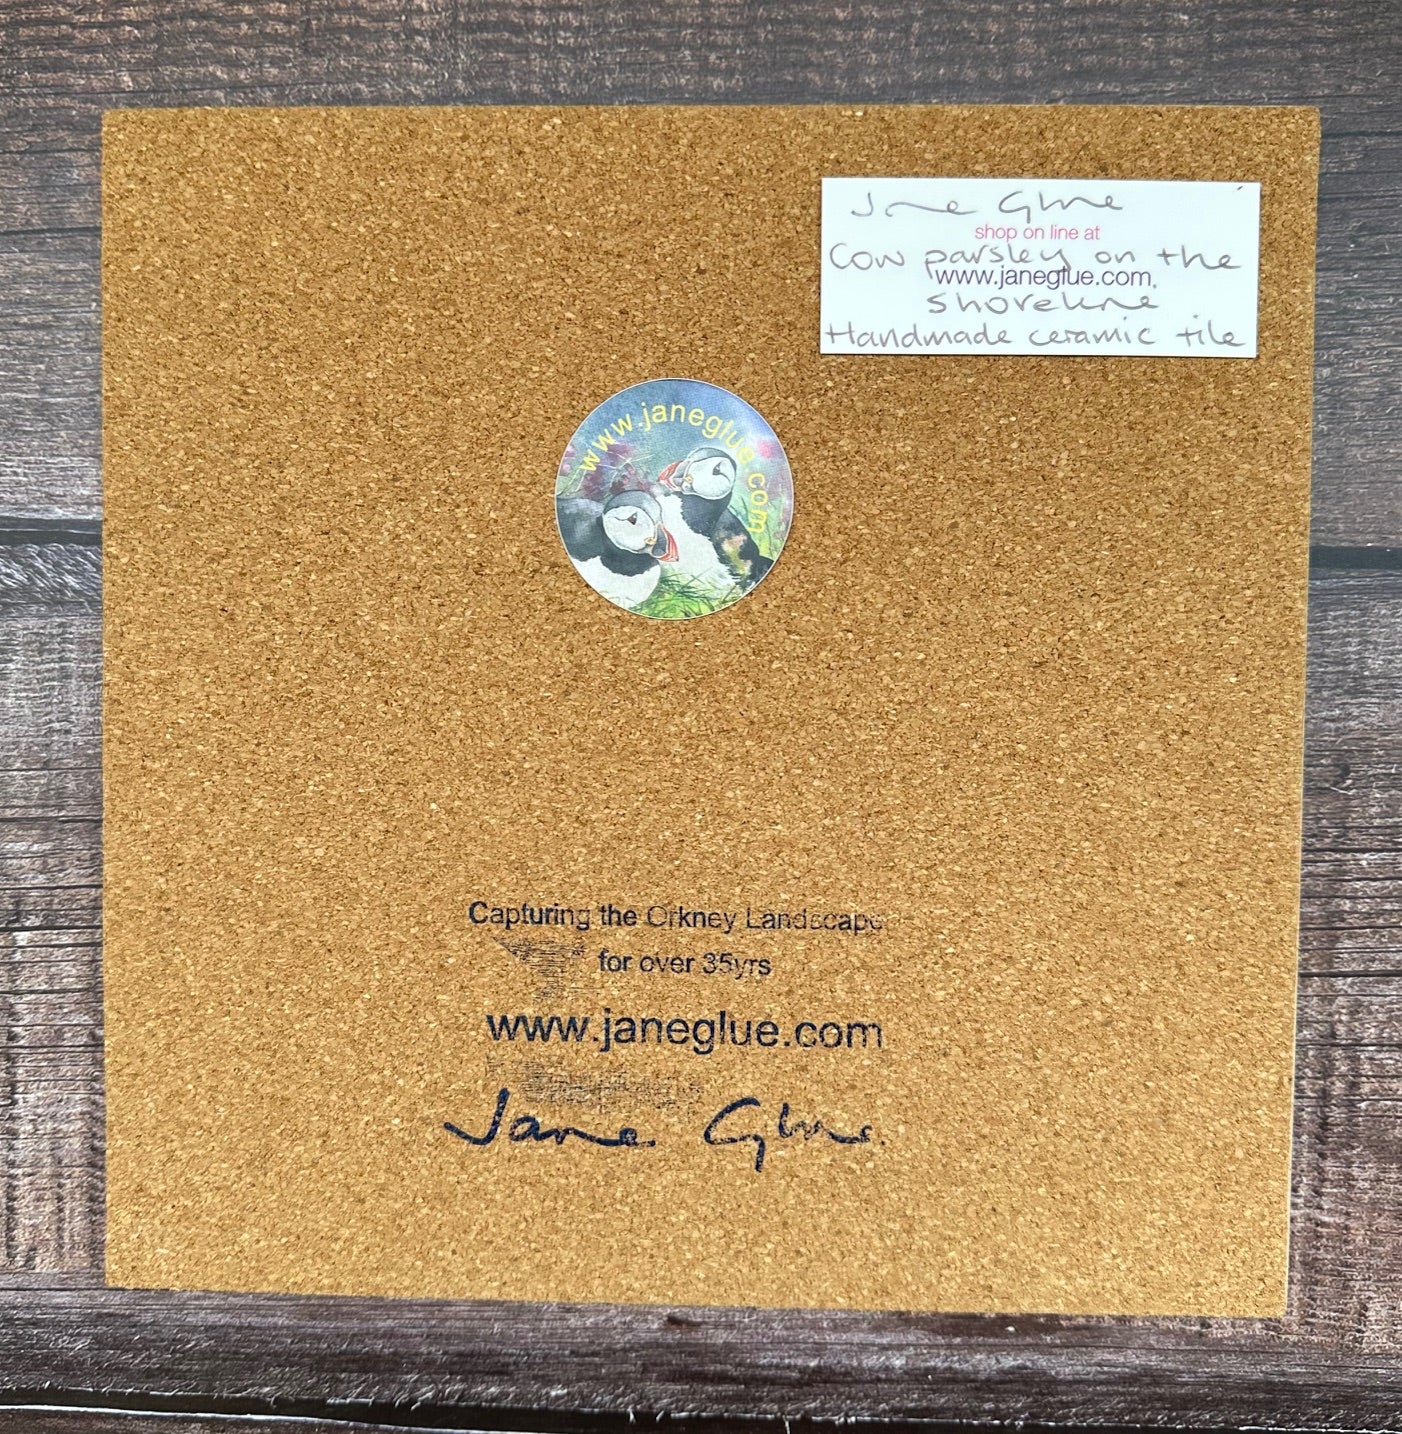 Jane Glue
shop on line at
Cow parsley on the
www.janeglue.com
shoreline
Handmade ceramic tile
www.janeglue.com
Capturing the Orkney Landscape
for over 35yrs
www.janeglue.com
Jane Glue